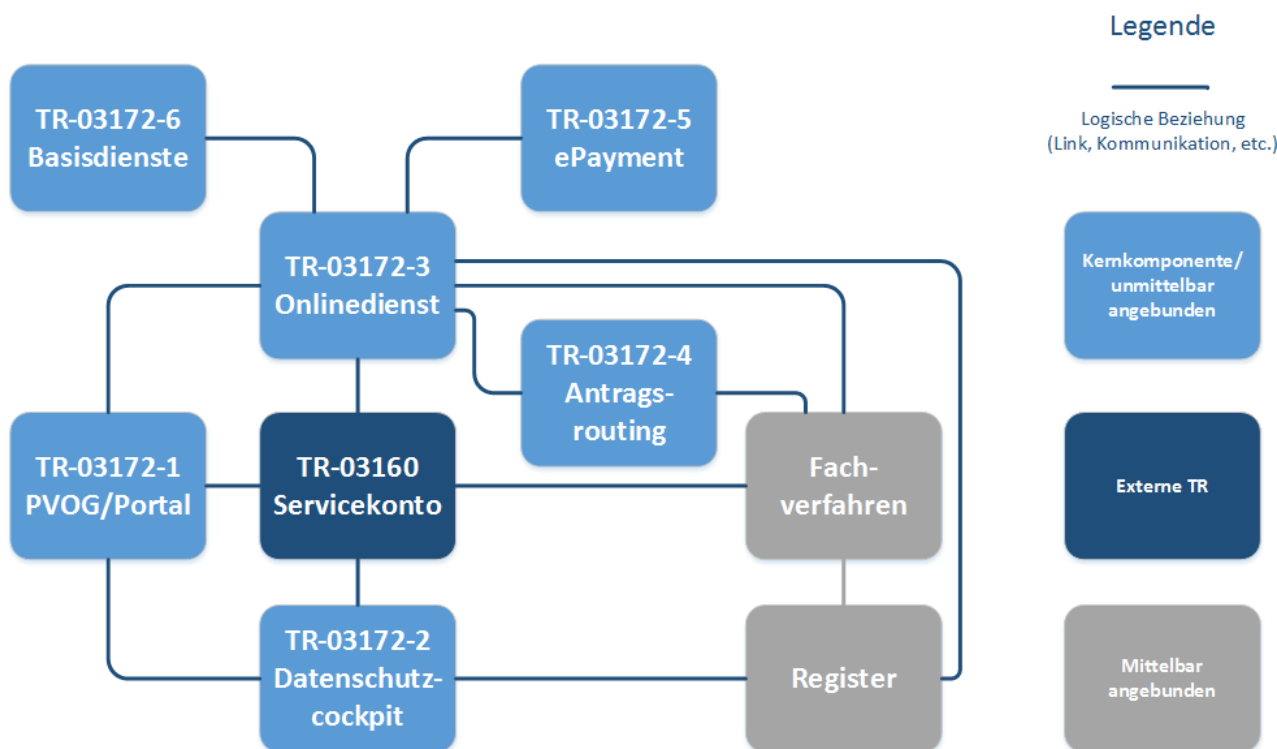 Legende
Logische Beziehung
(Link, Kommunikation, etc.)
TR-03172-6
Basisdienste
TR-03172-5
ePayment
TR-03172-3
Onlinedienst
Kernkomponente/
unmittelbar
angebunden
TR-03172-4
Antrags-
routing
TR-03172-1
PVOG/Portal
TR-03160
Servicekonto
Fach-
verfahren
Externe TR
TR-03172-2
Datenschutz-
cockpit
Register
Mittelbar
angebunden